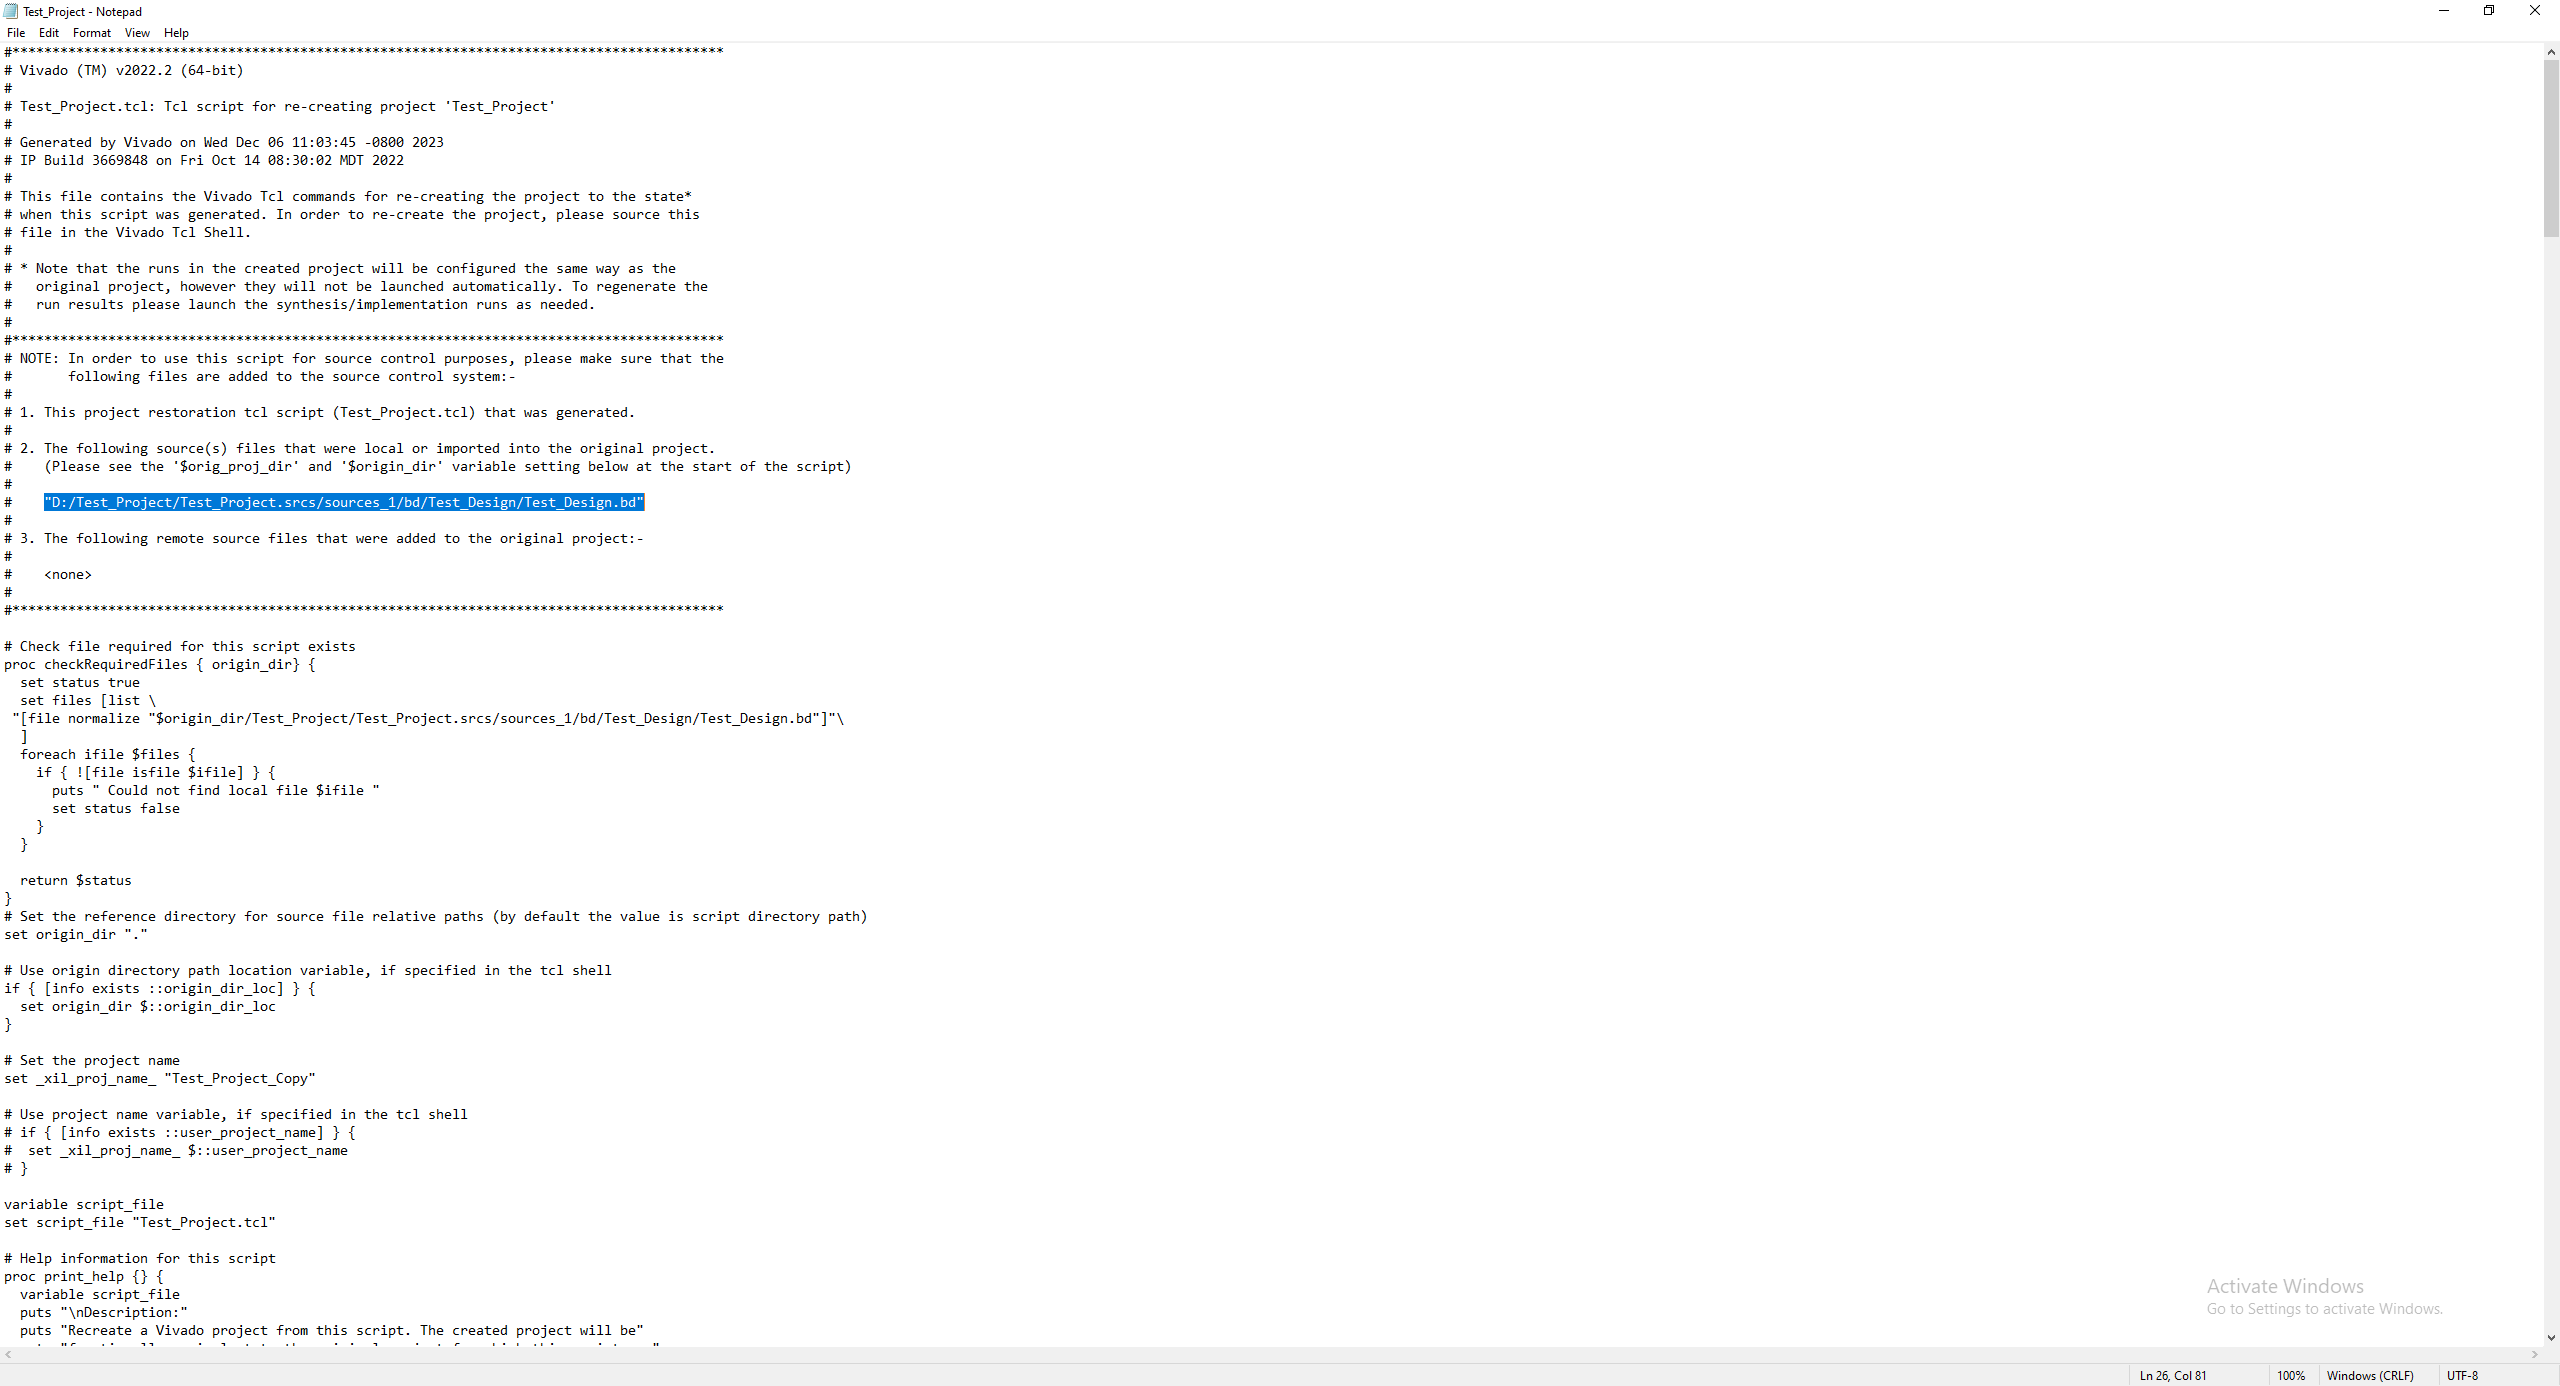 Test_Project - Notepad
File Edit Format View Help
#*****************************************************************************************
# Vivado (TM) v2022.2 (64-bit)
#
# Test_Project.tcl: Tcl script for re-creating project 'Test_Project'
#
# Generated by Vivado on Wed Dec 06 11:03:45 -0800 2023
# IP Build 3669848 on Fri Oct 14 08:30:02 MDT 2022
#
# This file contains the Vivado Tcl commands for re-creating the project to the state*
# when this script was generated. In order to re-create the project, please source this
# file in the Vivado Tcl Shell.
#
# * Note that the runs in the created project will be configured the same way as the
#   original project, however they will not be launched automatically. To regenerate the
#   run results please launch the synthesis/implementation runs as needed.
#
#*****************************************************************************************
# NOTE: In order to use this script for source control purposes, please make sure that the
#       following files are added to the source control system:-
#
# 1. This project restoration tcl script (Test_Project.tcl) that was generated.
#
# 2. The following source(s) files that were local or imported into the original project.
#    (Please see the '$orig_proj_dir' and '$origin_dir' variable setting below at the start of the script)
#
#    "D:/Test_Project/Test_Project.srcs/sources_1/bd/Test_Design/Test_Design.bd"
#
# 3. The following remote source files that were added to the original project:-
#
#    <none>
#
#*****************************************************************************************
# Check file required for this script exists
proc checkRequiredFiles { origin_dir} {
  set status true
  set files [list \
 "[file normalize "$origin_dir/Test_Project/Test_Project.srcs/sources_1/bd/Test_Design/Test_Design.bd"]"\
  ]
  foreach ifile $files {
    if { ![file isfile $ifile] } {
      puts " Could not find local file $ifile "
      set status false
    }
  }
  return $status
}
# Set the reference directory for source file relative paths (by default the value is script directory path)
set origin_dir "."
# Use origin directory path location variable, if specified in the tcl shell
if { [info exists ::origin_dir_loc] } {
  set origin_dir $::origin_dir_loc
}
# Set the project name
set _xil_proj_name_ "Test_Project_Copy"
# Use project name variable, if specified in the tcl shell
# if { [info exists ::user_project_name] } {
#  set _xil_proj_name_ $::user_project_name
# }
variable script_file
set script_file "Test_Project.tcl"
# Help information for this script
proc print_help {} {
  variable script_file
  puts "\nDescription:"
  puts "Recreate a Vivado project from this script. The created project will be"
Activate Windows
Go to Settings to activate Windows.
Ln 26, Col 81 100% Windows (CRLF) UTF-8